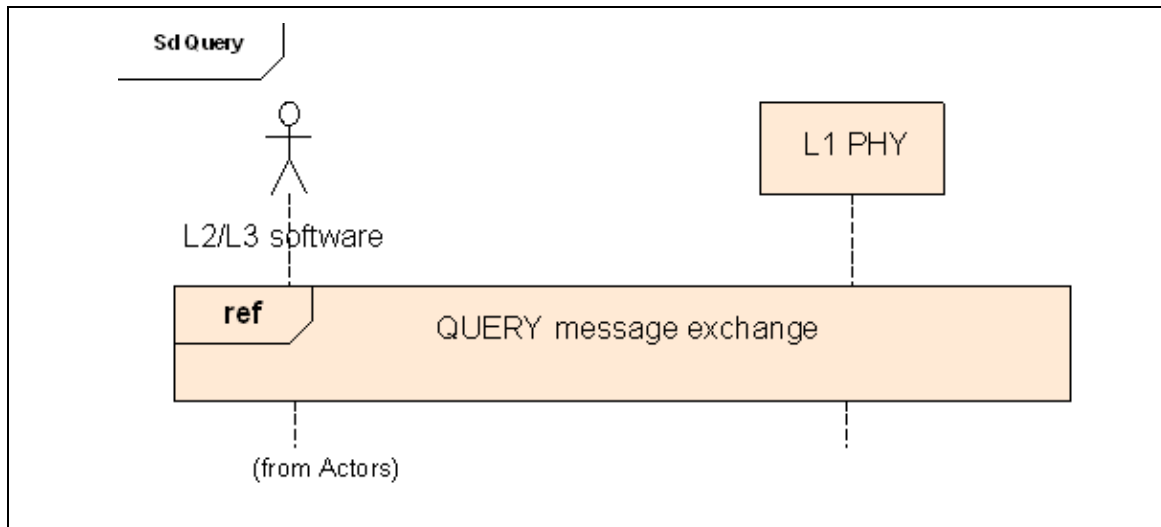 Sd Query
L1 PHY
L2/L3 software
ref
QUERY message exchange
(from Actors)